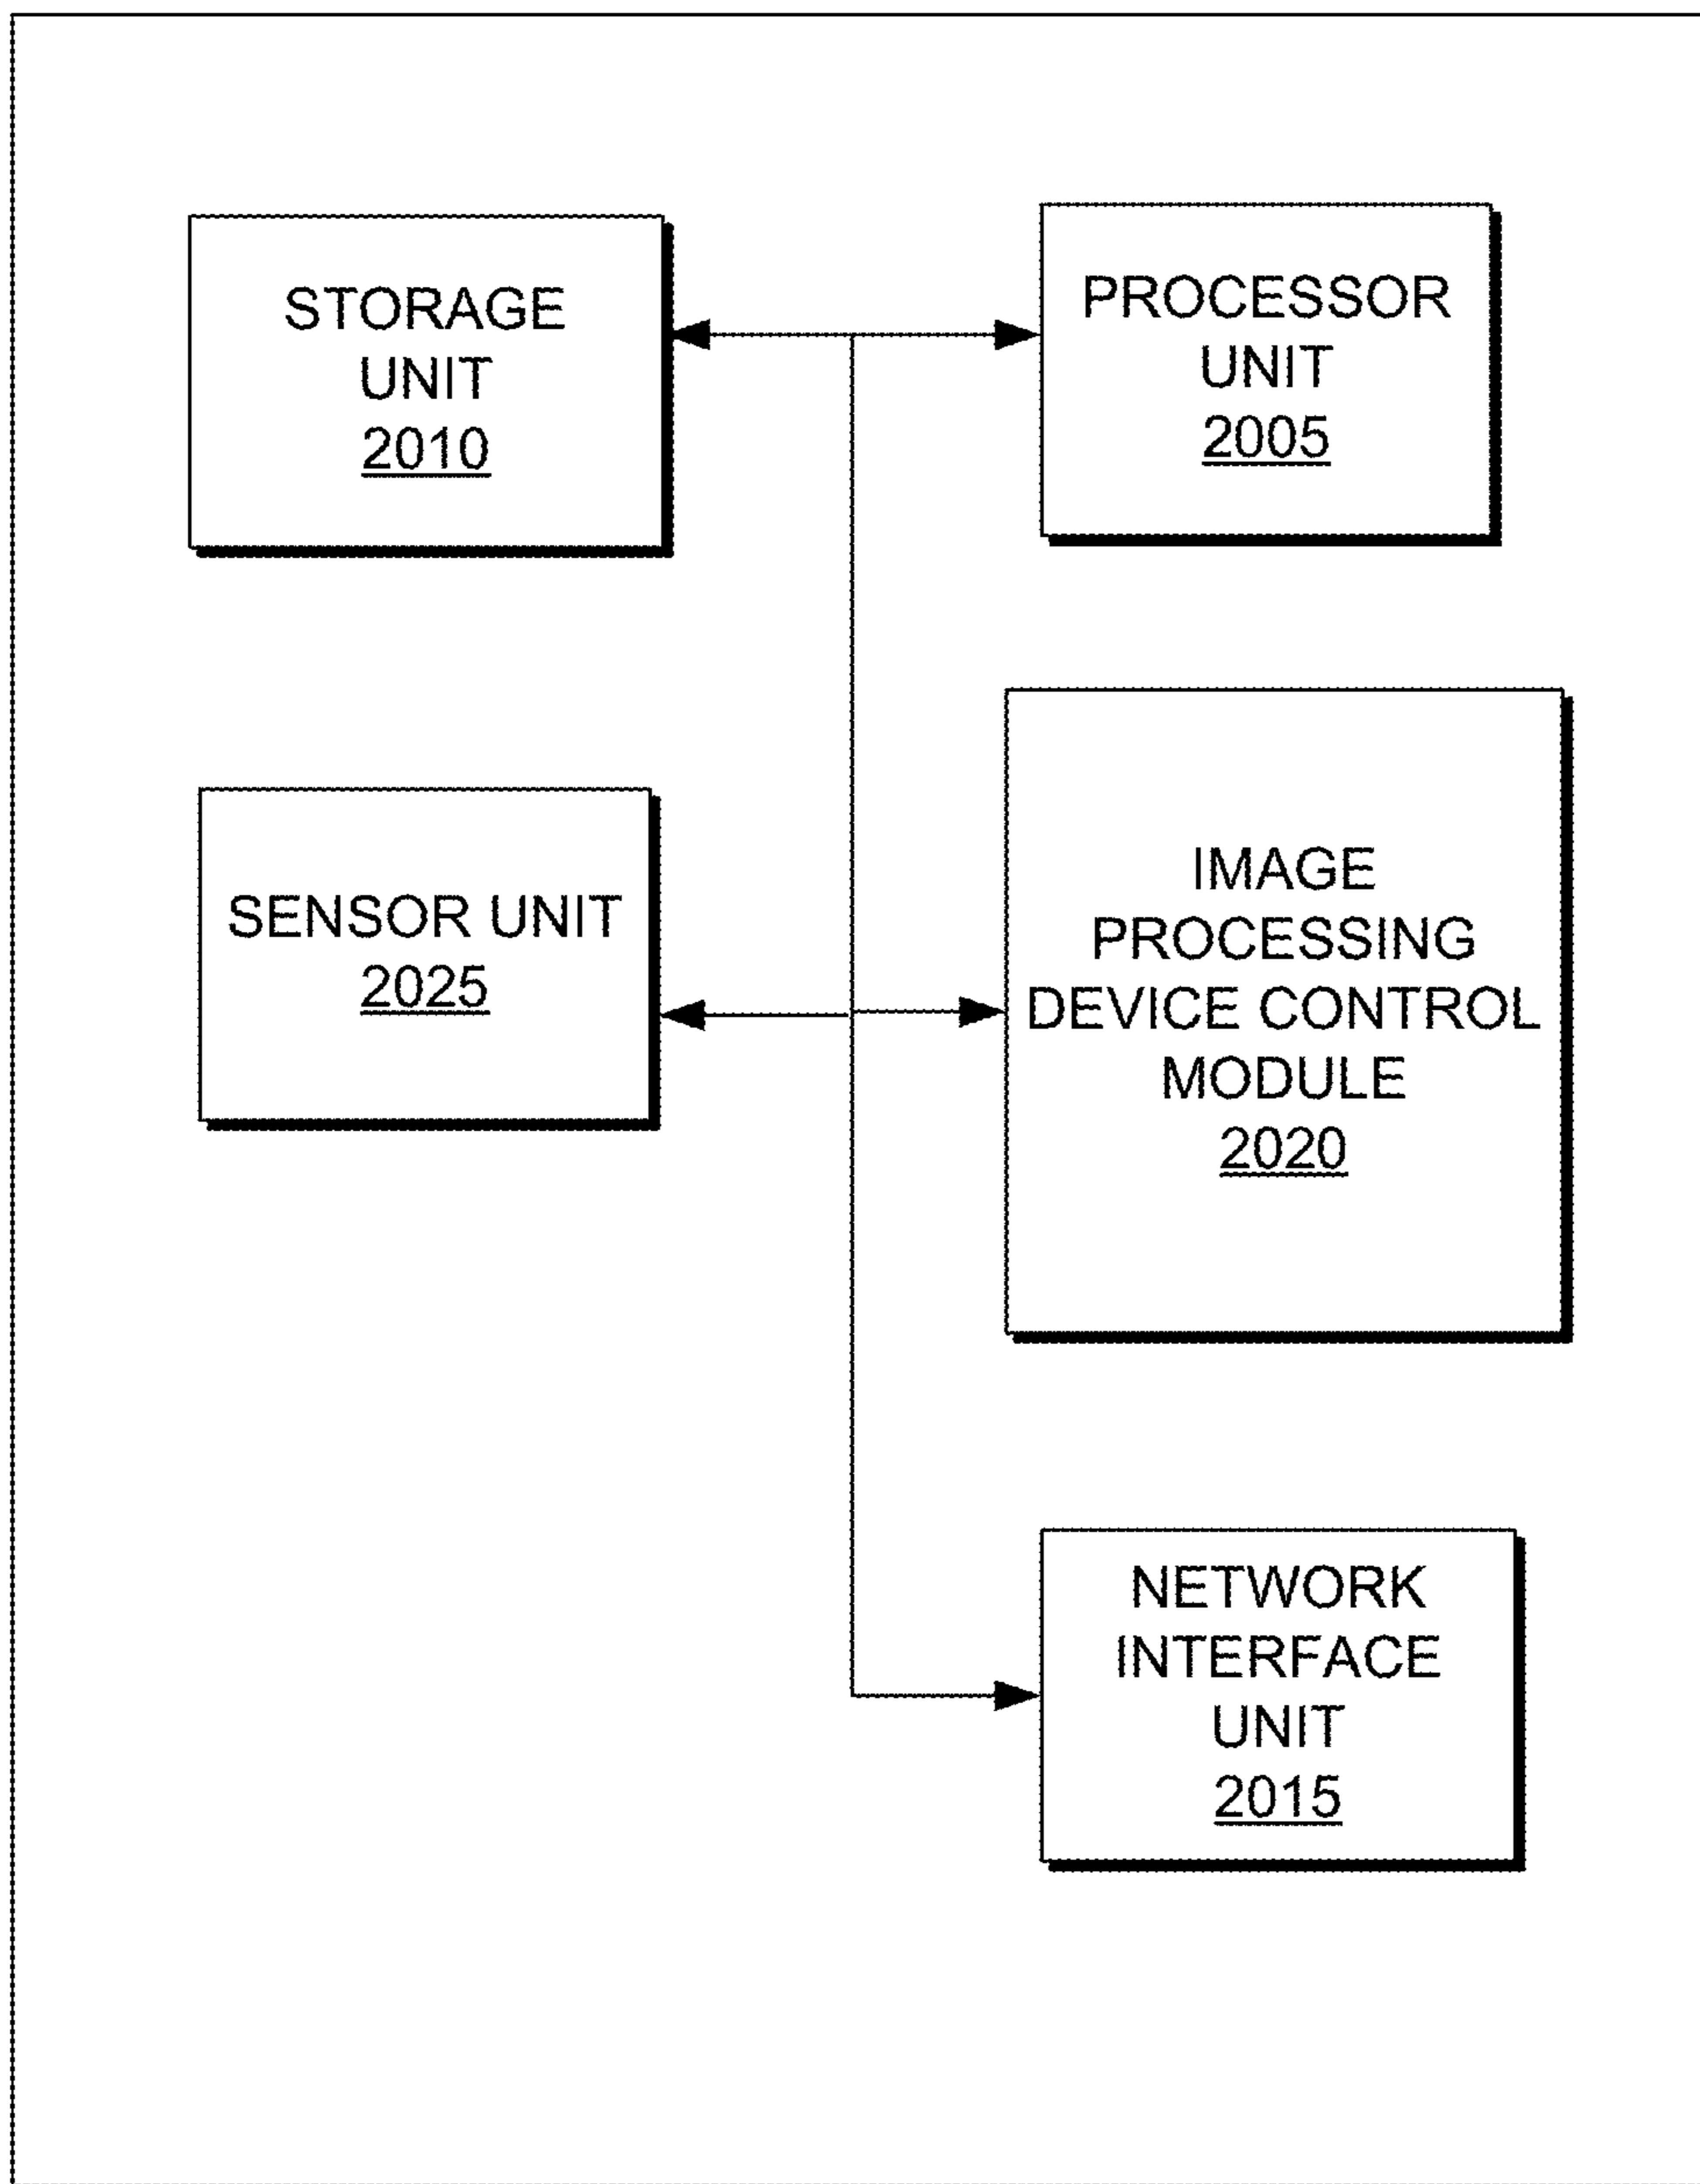 STORAGE
UNIT
2010
PROCESSOR
UNIT
2005
SENSOR UNIT
2025
IMAGE
PROCESSING
DEVICE CONTROL
MODULE
2020
NETWORK
INTERFACE
UNIT
2015